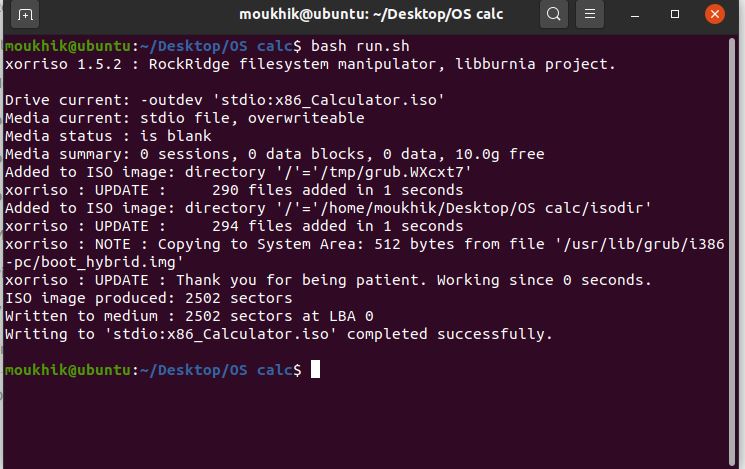 moukhik@ubuntu: ~/Desktop/OS calc
moukhik@ubuntu:~/Desktop/OS calc$ bash run.sh
xorriso 1.5.2 : RockRidge filesystem manipulator, libburnia project.
Drive current: -outdev 'stdio:x86_Calculator.iso'
Media current: stdio file, overwriteable
Media status : is blank
Media summary: 0 sessions, 0 data blocks, 0 data, 10.0g free
Added to ISO image: directory '/'='/tmp/grub.WXcxt7'
xorriso : UPDATE :     290 files added in 1 seconds
Added to ISO image: directory '/'='/home/moukhik/Desktop/OS calc/isodir'
xorriso : UPDATE :     294 files added in 1 seconds
xorriso : NOTE : Copying to System Area: 512 bytes from file '/usr/lib/grub/i386
-pc/boot_hybrid.img'
xorriso : UPDATE : Thank you for being patient. Working since 0 seconds.
ISO image produced: 2502 sectors
Written to medium : 2502 sectors at LBA 0
Writing to 'stdio:x86_Calculator.iso' completed successfully.
moukhik@ubuntu:~/Desktop/OS calc$